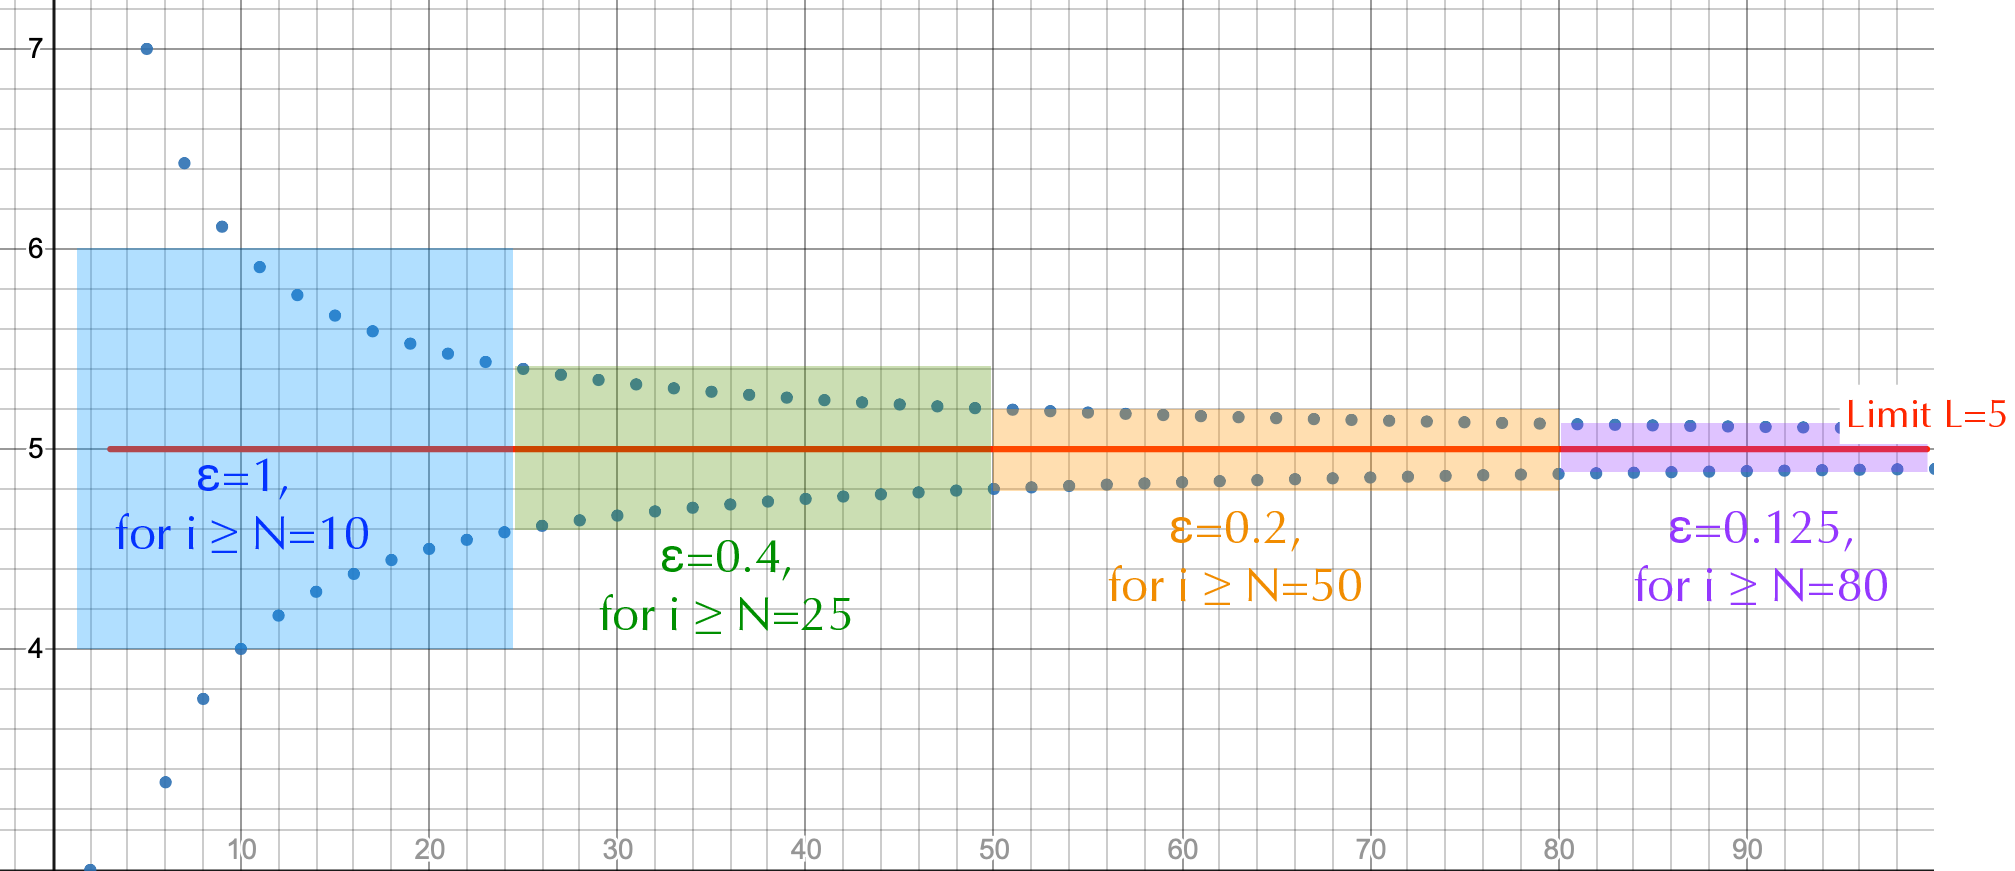 7
6
5
4
Limit L=5
ε=1,
for i ≥ N=10
ε=0.4,
for i ≥ N=25
ε=0.2,
for i ≥ N=50
ε=0.125,
for i ≥ N=80
10 20 30 40 50 60 70 80 90